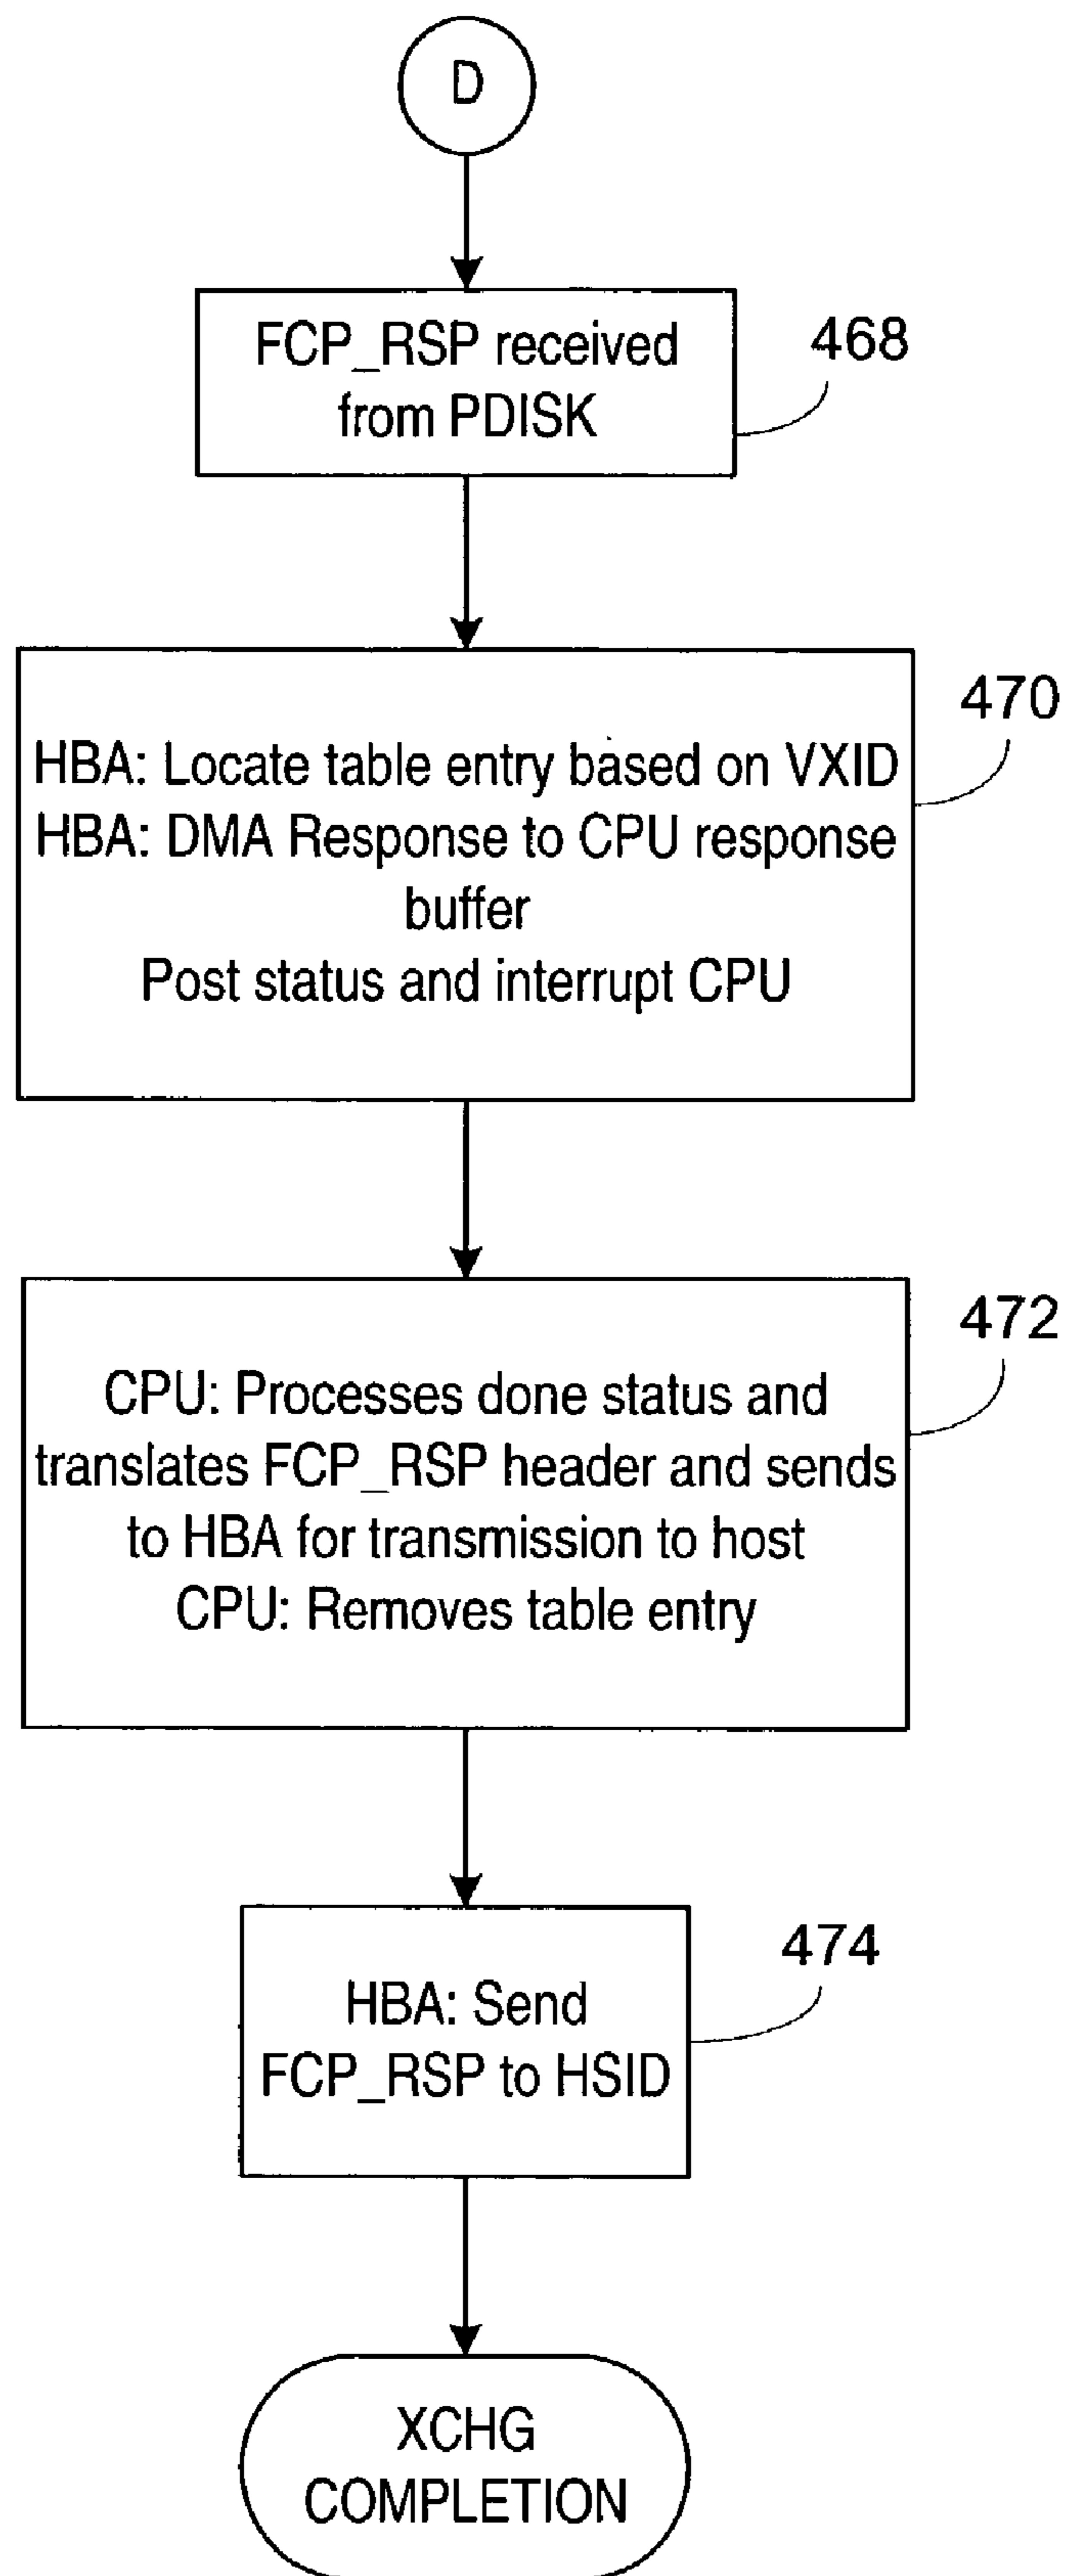 D
FCP_RSP received
from PDISK
468
470
HBA: Locate table entry based on VXID
HBA: DMA Response to CPU response
buffer
Post status and interrupt CPU
472
CPU: Processes done status and
translates FCP_RSP header and sends
to HBA for transmission to host
CPU: Removes table entry
474
HBA: Send
FCP_RSP to HSID
XCHG
COMPLETION